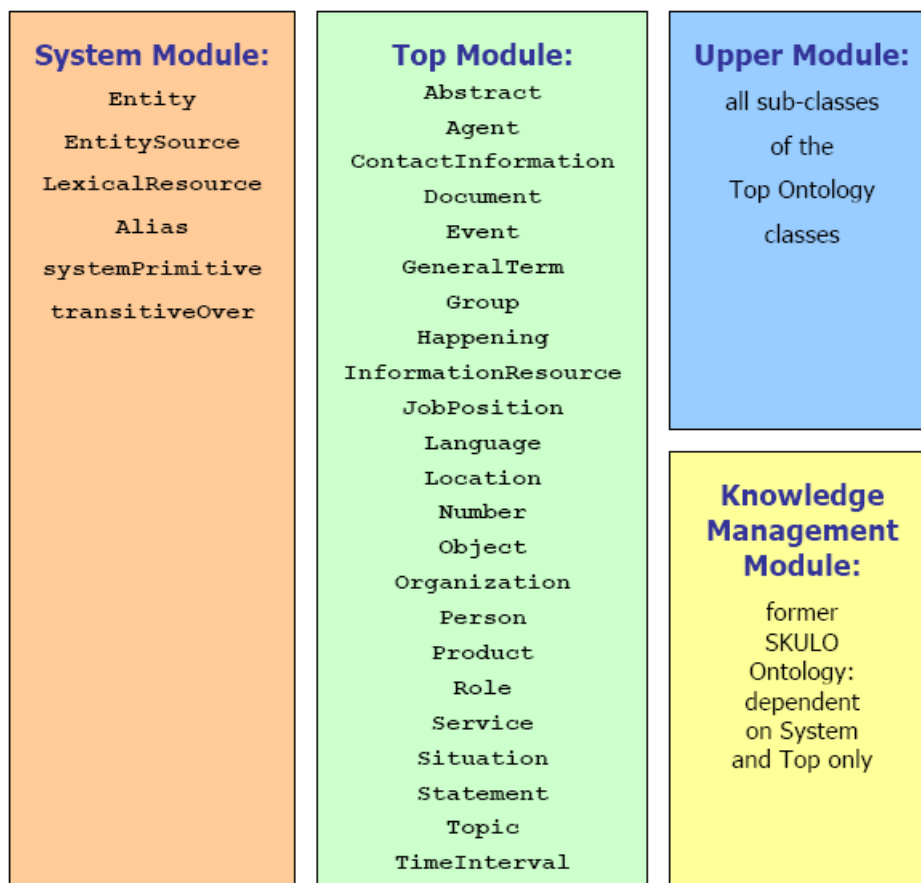 System Module:
Entity
EntitySource
LexicalResource
Alias
systemPrimitive
transitiveOver
Top Module:
Abstract
Agent
ContactInformation
Document
Event
GeneralTerm
Group
Happening
InformationResource
JobPosition
Language
Location
Number
Object
Organization
Person
Product
Role
Service
Situation
Statement
Topic
TimeInterval
Upper Module:
all sub-classes
of the
Top Ontology
classes
Knowledge
Management
Module:
former
SKULO
Ontology:
dependent
on System
and Top only